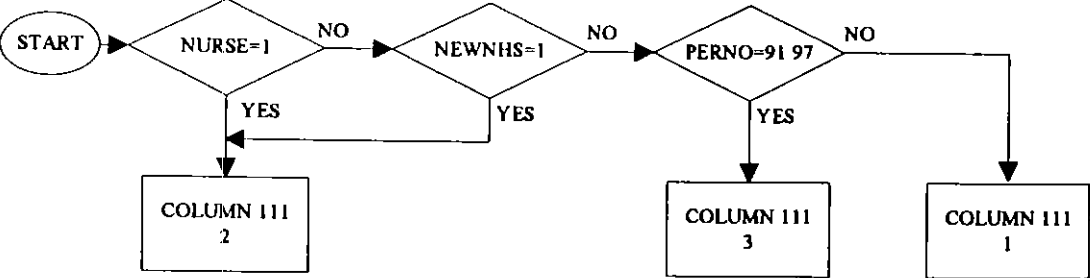 START
NURSE=1
NO
NEWNHS=1
NO
PERNO=91 97
NO
YES
YES
YES
COLUMN 111
2
COLUMN 111
3
COLUMN 111
1